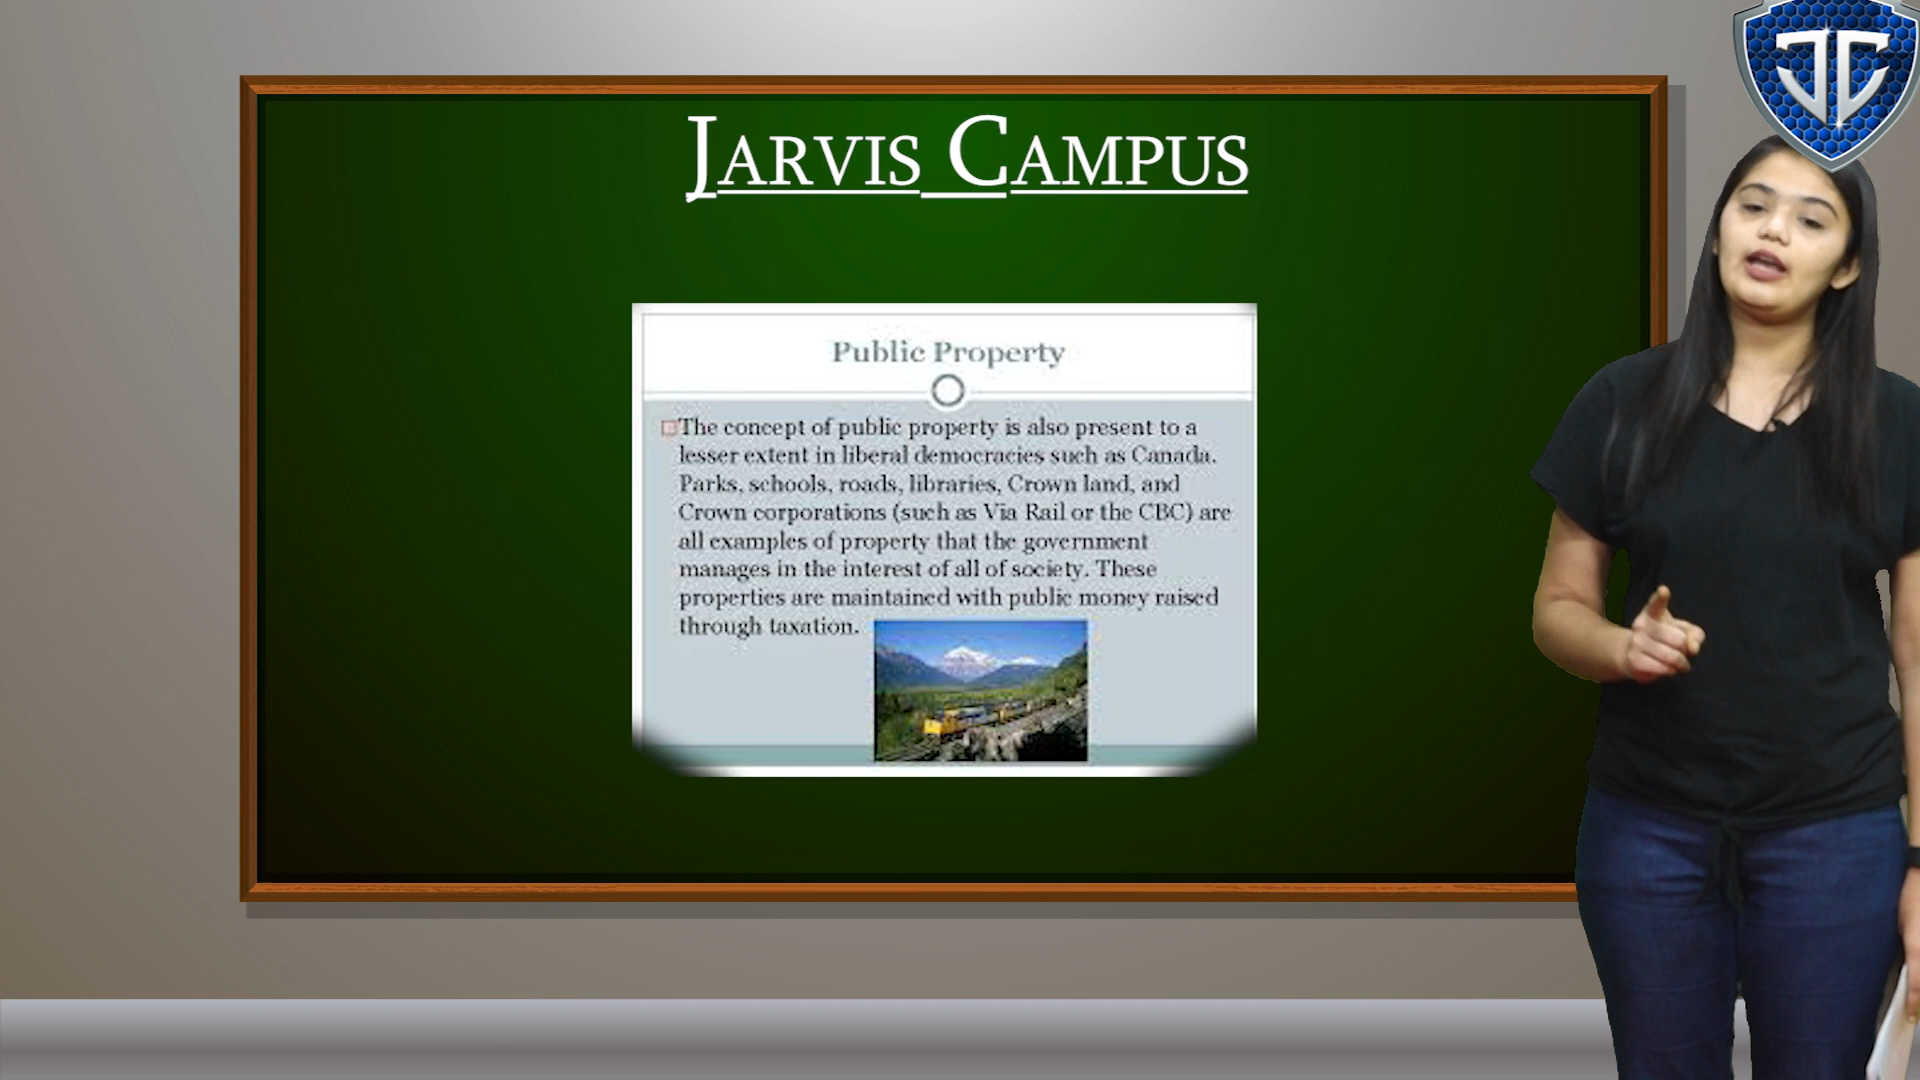 JARVIS CAMPUS
Public Property
The concept of public property is also present to a
lesser extent in liberal democracies such as Canada.
Parks, schools, roads, libraries, Crown land, and
Crown corporations (such as Via Rail or the CBC) are
all examples of property that the government
manages in the interest of all of society. These
properties are maintained with public money raised
through taxation.
JC